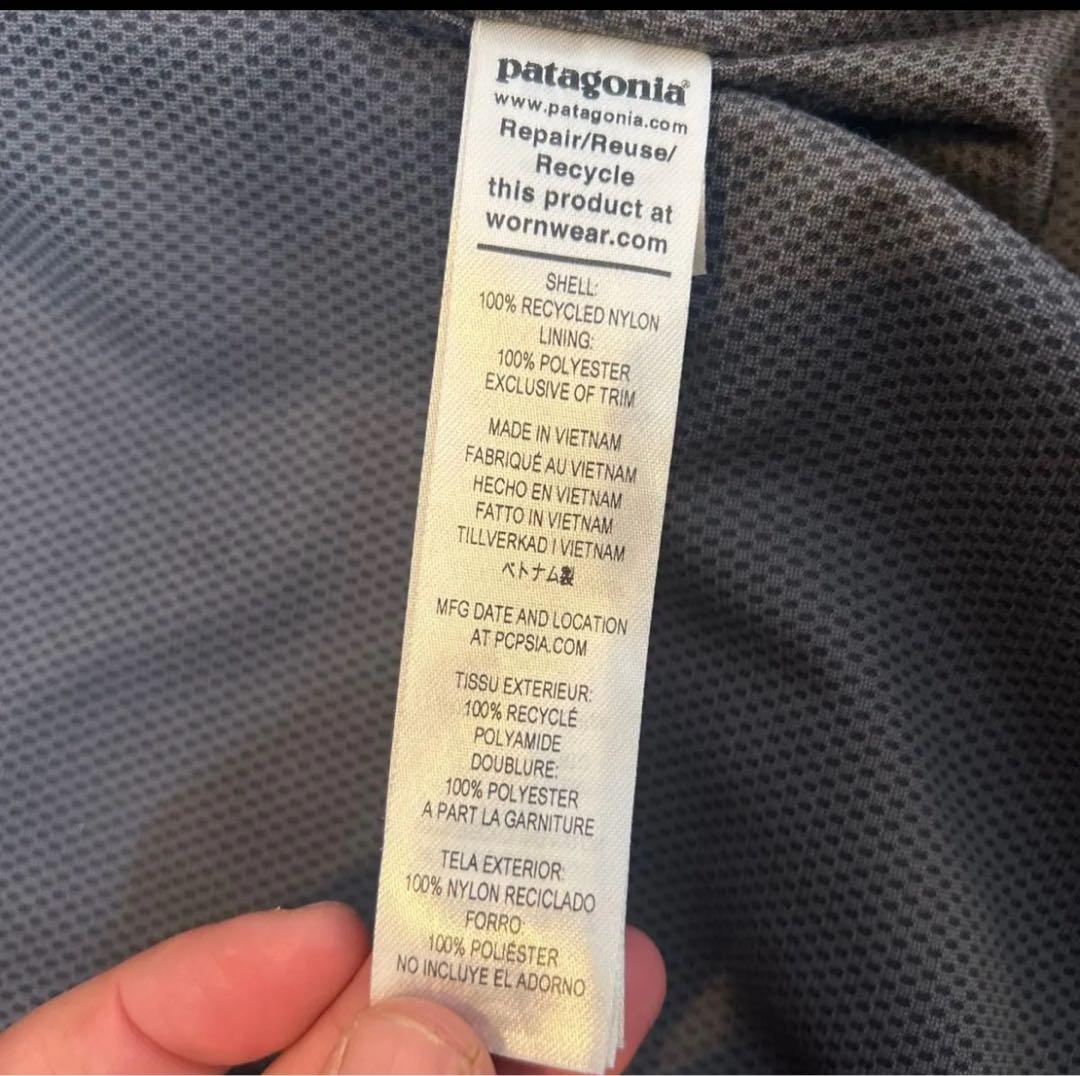 patagonia®
www.patagonia.com
Repair/Reuse/
Recycle
this product at
wornwear.com
SHELL:
100% RECYCLED NYLON
LINING:
100% POLYESTER
EXCLUSIVE OF TRIM
MADE IN VIETNAM
FABRIQUÉ AU VIETNAM
HECHO EN VIETNAM
FATTO IN VIETNAM
TILLVERKAD I VIETNAM
ベトナム製
MFG DATE AND LOCATION
AT PCPSIA.COM
TISSU EXTERIEUR:
100% RECYCLÉ
POLYAMIDE
DOUBLURE:
100% POLYESTER
A PART LA GARNITURE
TELA EXTERIOR:
100% NYLON RECICLADO
FORRO:
100% POLIÉSTER
NO INCLUYE EL ADORNO